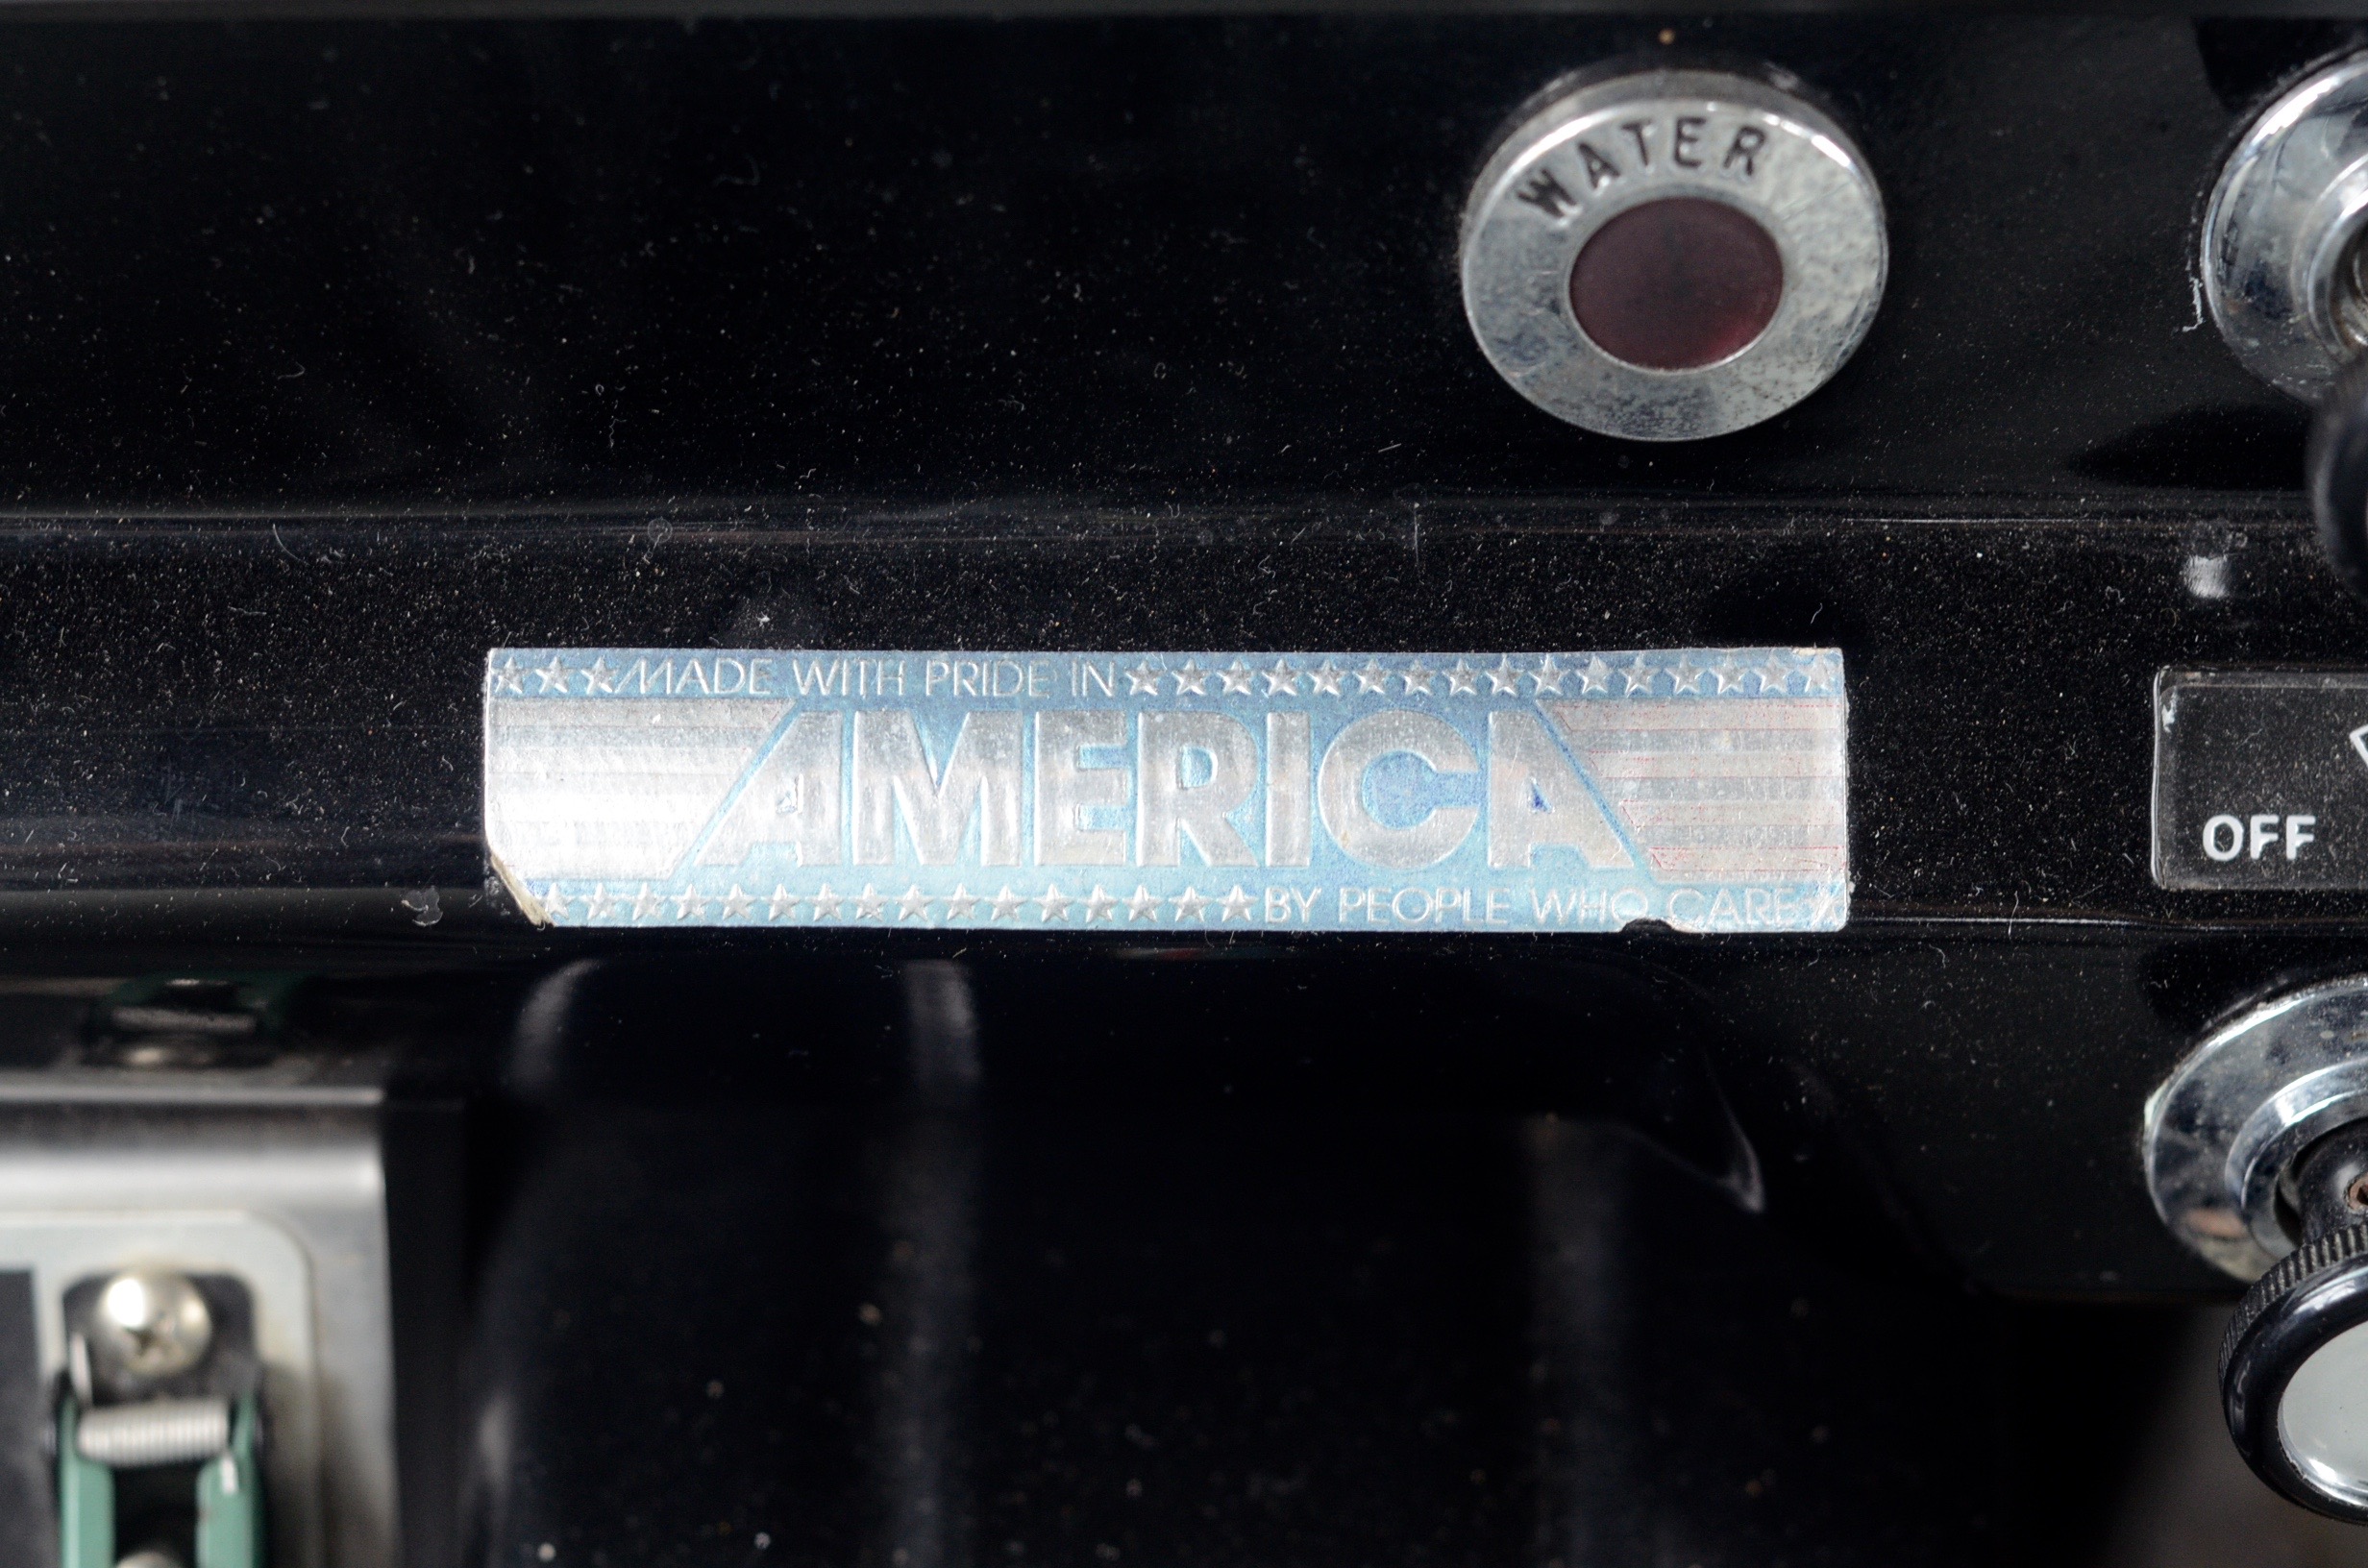 WATER
MADE WITH PRIDE IN
AMERICA
BY PEOPLE WHO CARE
OFF